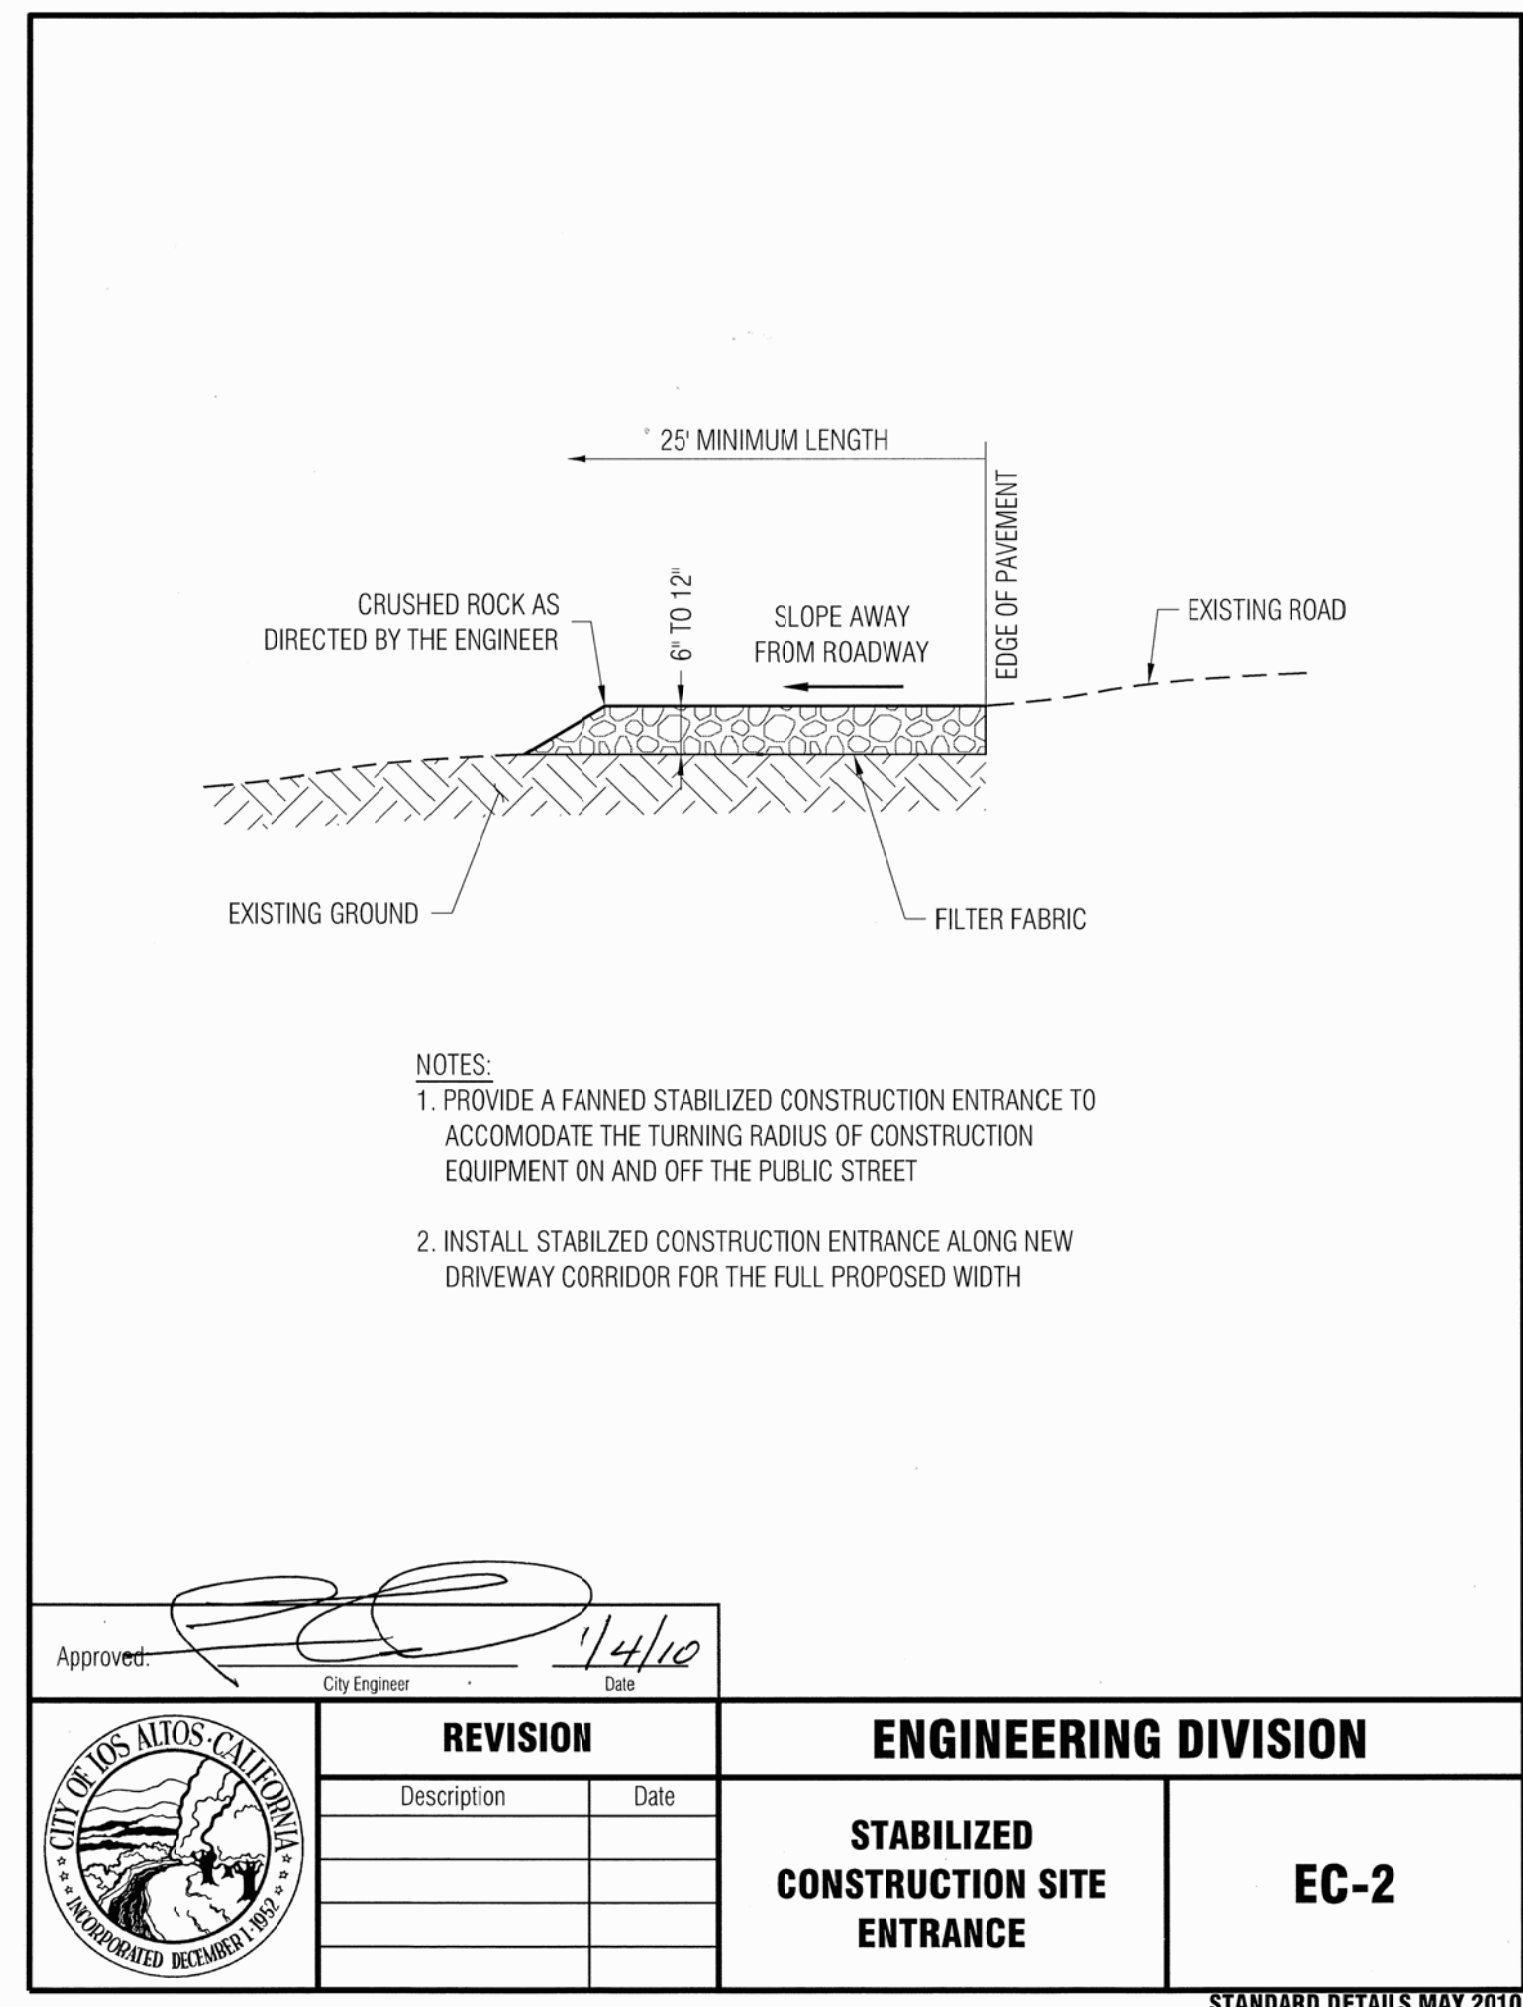 25' MINIMUM LENGTH
EDGE OF PAVEMENT
6" TO 12"
CRUSHED ROCK AS
DIRECTED BY THE ENGINEER
SLOPE AWAY
FROM ROADWAY
EXISTING ROAD
EXISTING GROUND
FILTER FABRIC
NOTES:
1. PROVIDE A FANNED STABILIZED CONSTRUCTION ENTRANCE TO
ACCOMODATE THE TURNING RADIUS OF CONSTRUCTION
EQUIPMENT ON AND OFF THE PUBLIC STREET
2. INSTALL STABILZED CONSTRUCTION ENTRANCE ALONG NEW
DRIVEWAY CORRIDOR FOR THE FULL PROPOSED WIDTH
Approved:
1/4/10
City Engineer
Date
CITY OF LOS ALTOS · CALIFORNIA
INCORPORATED DECEMBER 1 · 1952
REVISION
Description
Date
ENGINEERING DIVISION
STABILIZED
CONSTRUCTION SITE
ENTRANCE
EC-2
STANDARD DETAILS MAY 2010